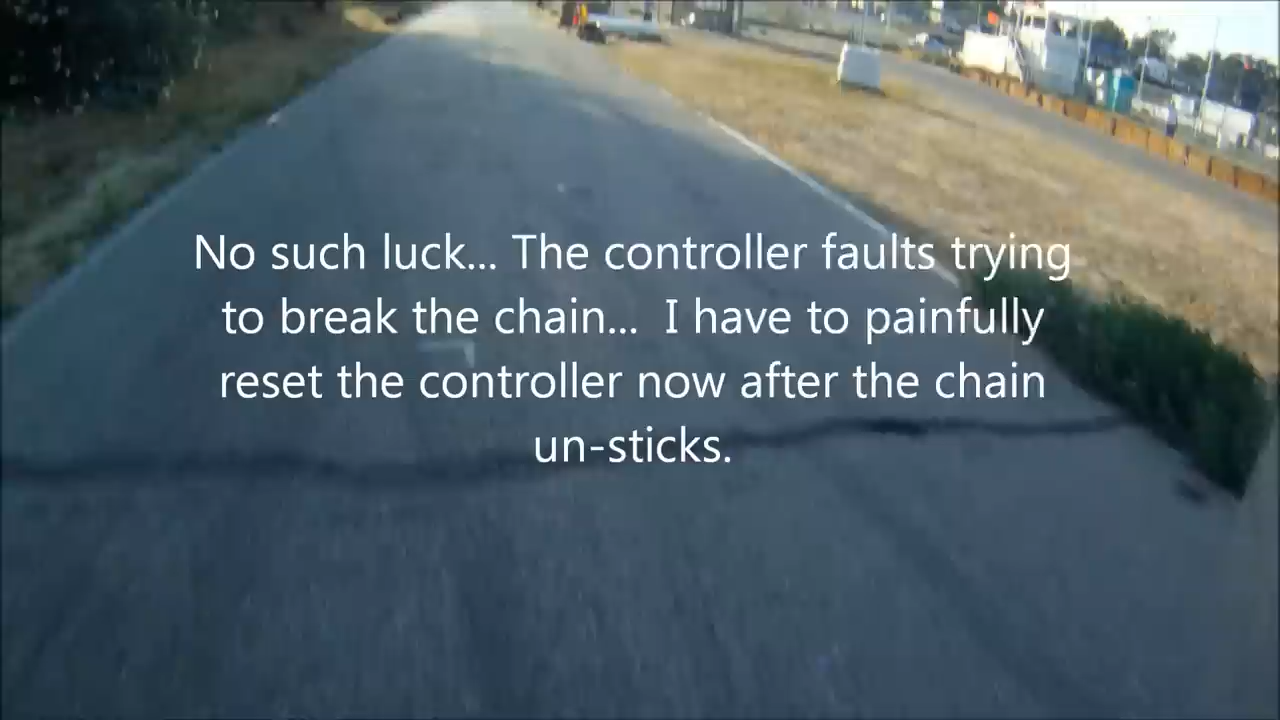 No such luck... The controller faults trying
to break the chain...  I have to painfully
reset the controller now after the chain
un-sticks.